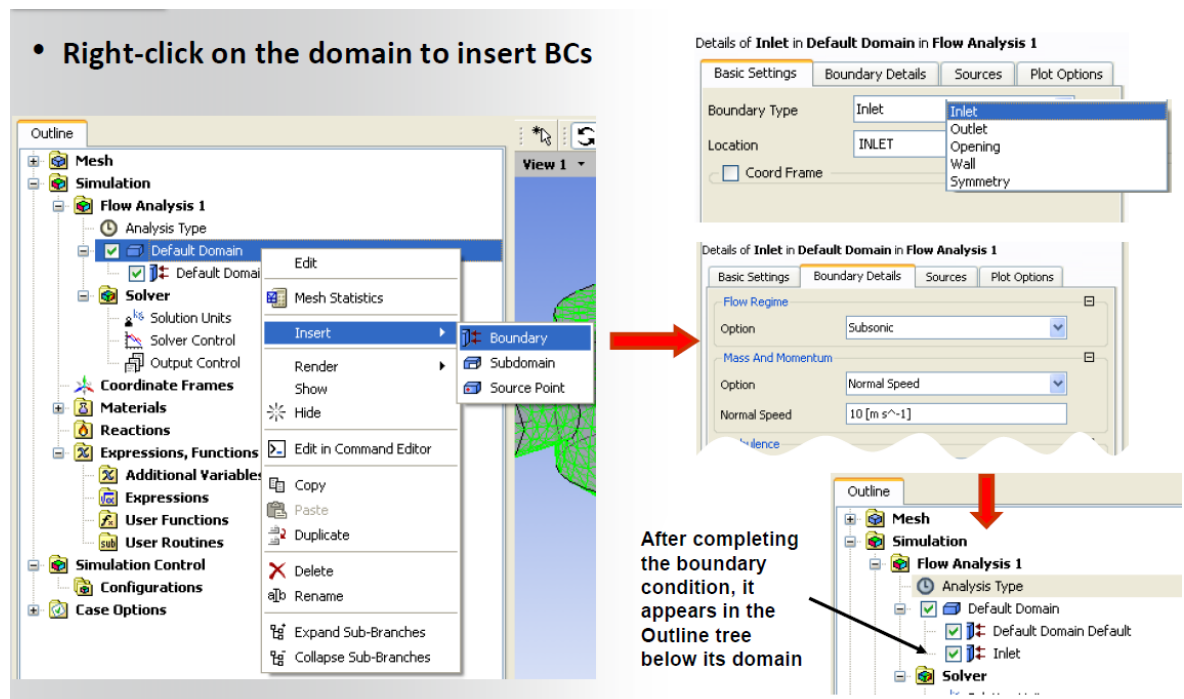 • Right-click on the domain to insert BCs
Outline
Mesh
Simulation
Flow Analysis 1
Analysis Type
Default Domain
Default Domai
Solver
Solution Units
Solver Control
Output Control
Coordinate Frames
Materials
Reactions
Expressions, Functions
Additional Variables
Expressions
User Functions
User Routines
Simulation Control
Configurations
Case Options
View 1
Edit
Mesh Statistics
Insert
Render
Show
Hide
Edit in Command Editor
Copy
Paste
Duplicate
Delete
Rename
Expand Sub-Branches
Collapse Sub-Branches
Boundary
Subdomain
Source Point
Details of Inlet in Default Domain in Flow Analysis 1
Basic Settings Boundary Details Sources Plot Options
Boundary Type Inlet
Location INLET
Coord Frame
Inlet
Outlet
Opening
Wall
Symmetry
Details of Inlet in Default Domain in Flow Analysis 1
Basic Settings Boundary Details Sources Plot Options
Flow Regime
Option Subsonic
Mass And Momentum
Option Normal Speed
Normal Speed 10 [m s^-1]
After completing
the boundary
condition, it
appears in the
Outline tree
below its domain
Outline
Mesh
Simulation
Flow Analysis 1
Analysis Type
Default Domain
Default Domain Default
Inlet
Solver